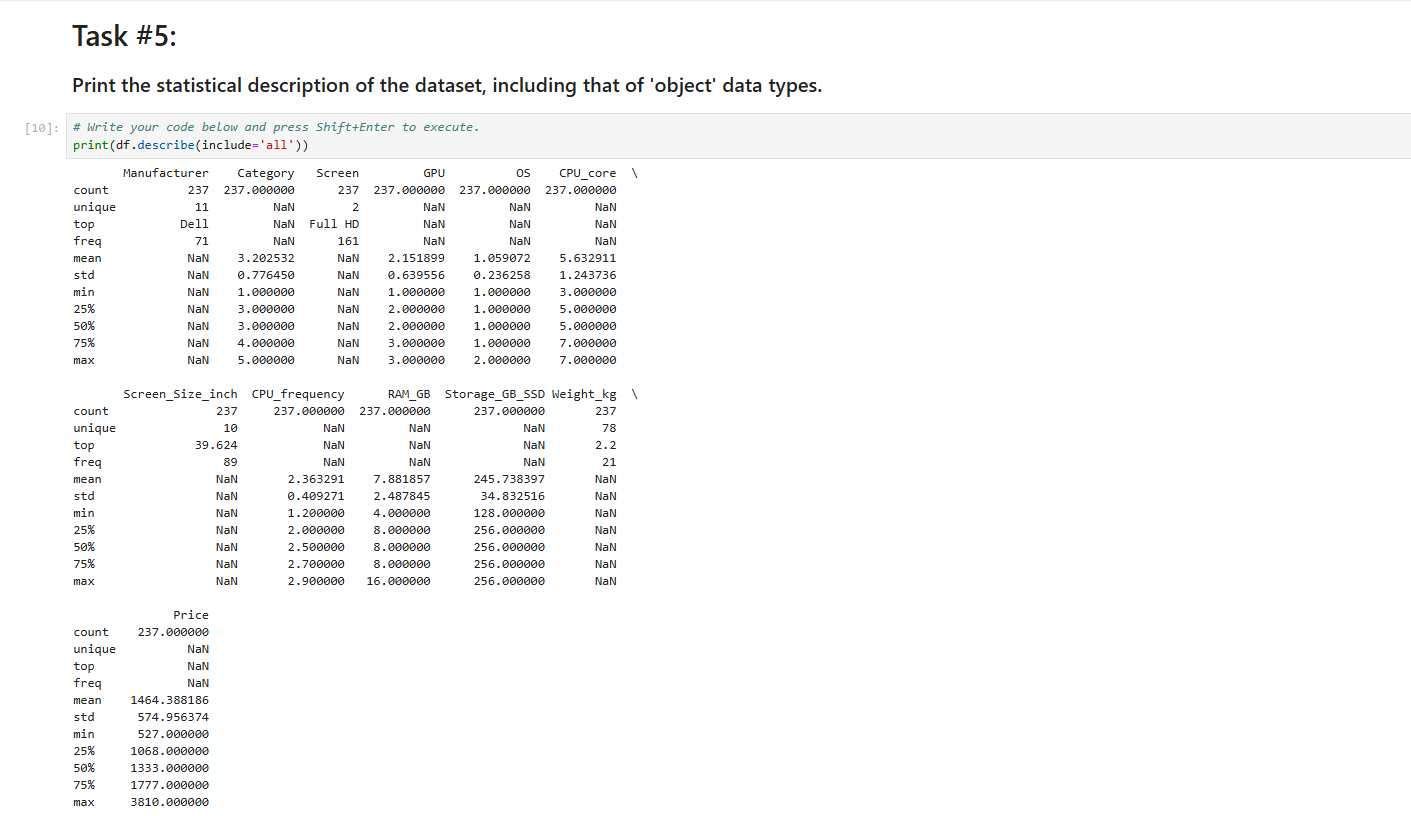 Task #5:
Print the statistical description of the dataset, including that of 'object' data types.
[10]: # Write your code below and press Shift+Enter to execute.
print(df.describe(include='all'))
Manufacturer Category Screen GPU OS CPU_core \
count 237 237.000000 237 237.000000 237.000000 237.000000
unique 11 NaN 2 NaN NaN NaN
top Dell NaN Full HD NaN NaN NaN
freq 71 NaN 161 NaN NaN NaN
mean NaN 3.202532 NaN 2.151899 1.059072 5.632911
std NaN 0.776450 NaN 0.639556 0.236258 1.243736
min NaN 1.000000 NaN 1.000000 1.000000 3.000000
25% NaN 3.000000 NaN 2.000000 1.000000 5.000000
50% NaN 3.000000 NaN 2.000000 1.000000 5.000000
75% NaN 4.000000 NaN 3.000000 1.000000 7.000000
max NaN 5.000000 NaN 3.000000 2.000000 7.000000
Screen_Size_inch CPU_frequency RAM_GB Storage_GB_SSD Weight_kg \
count 237 237.000000 237.000000 237.000000 237
unique 10 NaN NaN NaN 78
top 39.624 NaN NaN NaN 2.2
freq 89 NaN NaN NaN 21
mean NaN 2.363291 7.881857 245.738397 NaN
std NaN 0.409271 2.487845 34.832516 NaN
min NaN 1.200000 4.000000 128.000000 NaN
25% NaN 2.000000 8.000000 256.000000 NaN
50% NaN 2.500000 8.000000 256.000000 NaN
75% NaN 2.700000 8.000000 256.000000 NaN
max NaN 2.900000 16.000000 256.000000 NaN
Price
count 237.000000
unique NaN
top NaN
freq NaN
mean 1464.388186
std 574.956374
min 527.000000
25% 1068.000000
50% 1333.000000
75% 1777.000000
max 3810.000000